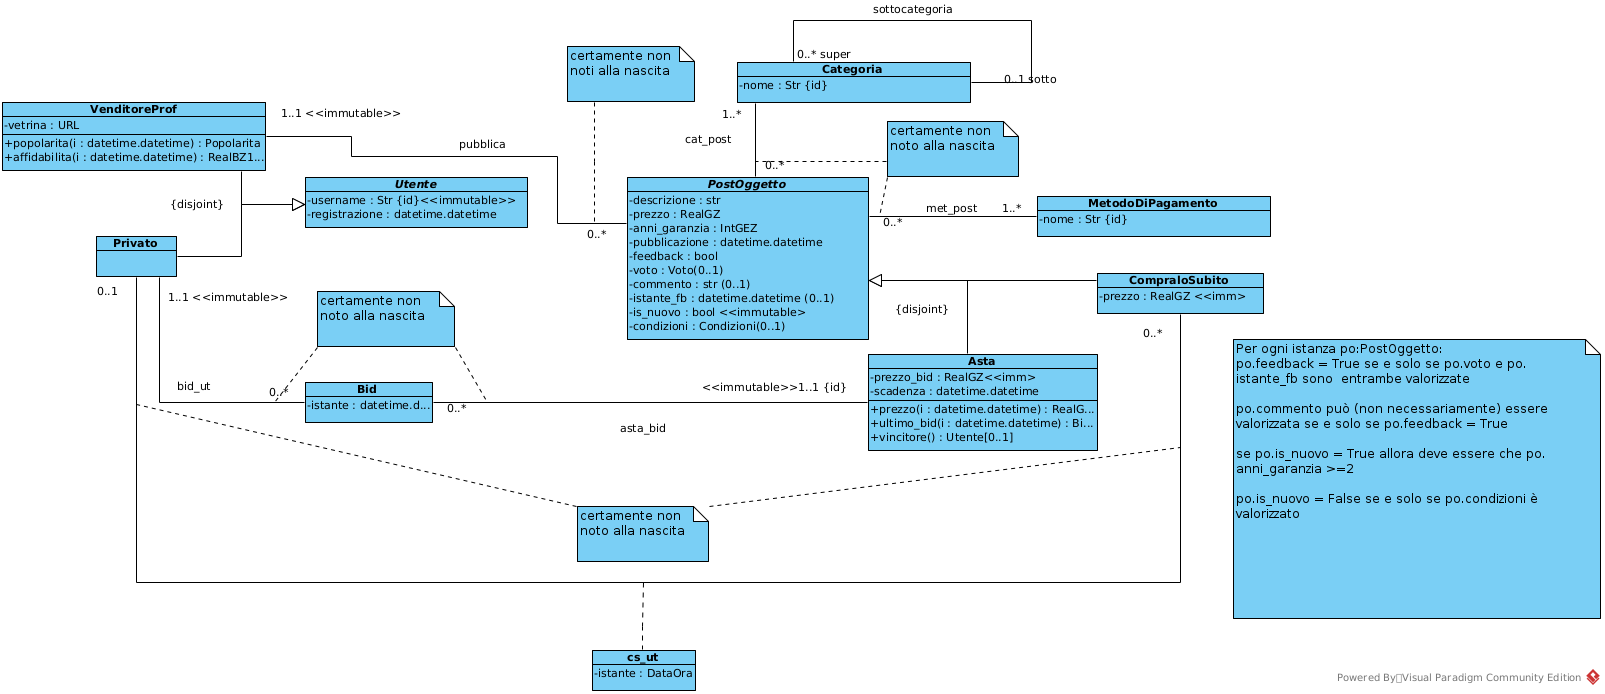 sottocategoria
0..* super
0..1 sotto
Categoria
-nome : Str {id}
certamente non
noti alla nascita
VenditoreProf
-vetrina : URL
+popolarita(i : datetime.datetime) : Popolarita
+affidabilita(i : datetime.datetime) : RealBZ1...
1..1 <<immutable>>
pubblica
0..*
1..*
cat_post
0..*
certamente non
noto alla nascita
Utente
-username : Str {id}<<immutable>>
-registrazione : datetime.datetime
{disjoint}
Privato
PostOggetto
-descrizione : str
-prezzo : RealGZ
-anni_garanzia : IntGEZ
-pubblicazione : datetime.datetime
-feedback : bool
-voto : Voto(0..1)
-commento : str (0..1)
-istante_fb : datetime.datetime (0..1)
-is_nuovo : bool <<immutable>
-condizioni : Condizioni(0..1)
0..*
met_post
1..*
MetodoDiPagamento
-nome : Str {id}
CompraloSubito
-prezzo : RealGZ <<imm>
{disjoint}
0..*
0..1
1..1 <<immutable>>
certamente non
noto alla nascita
bid_ut
0..*
Bid
-istante : datetime.d...
0..*
<<immutable>>1..1 {id}
asta_bid
Asta
-prezzo_bid : RealGZ<<imm>
-scadenza : datetime.datetime
+prezzo(i : datetime.datetime) : RealG...
+ultimo_bid(i : datetime.datetime) : Bi...
+vincitore() : Utente[0..1]
Per ogni istanza po:PostOggetto:
po.feedback = True se e solo se po.voto e po.
istante_fb sono entrambe valorizzate
po.commento può (non necessariamente) essere
valorizzata se e solo se po.feedback = True
se po.is_nuovo = True allora deve essere che po.
anni_garanzia >=2
po.is_nuovo = False se e solo se po.condizioni è
valorizzato
certamente non
noto alla nascita
cs_ut
-istante : DataOra
Powered By Visual Paradigm Community Edition